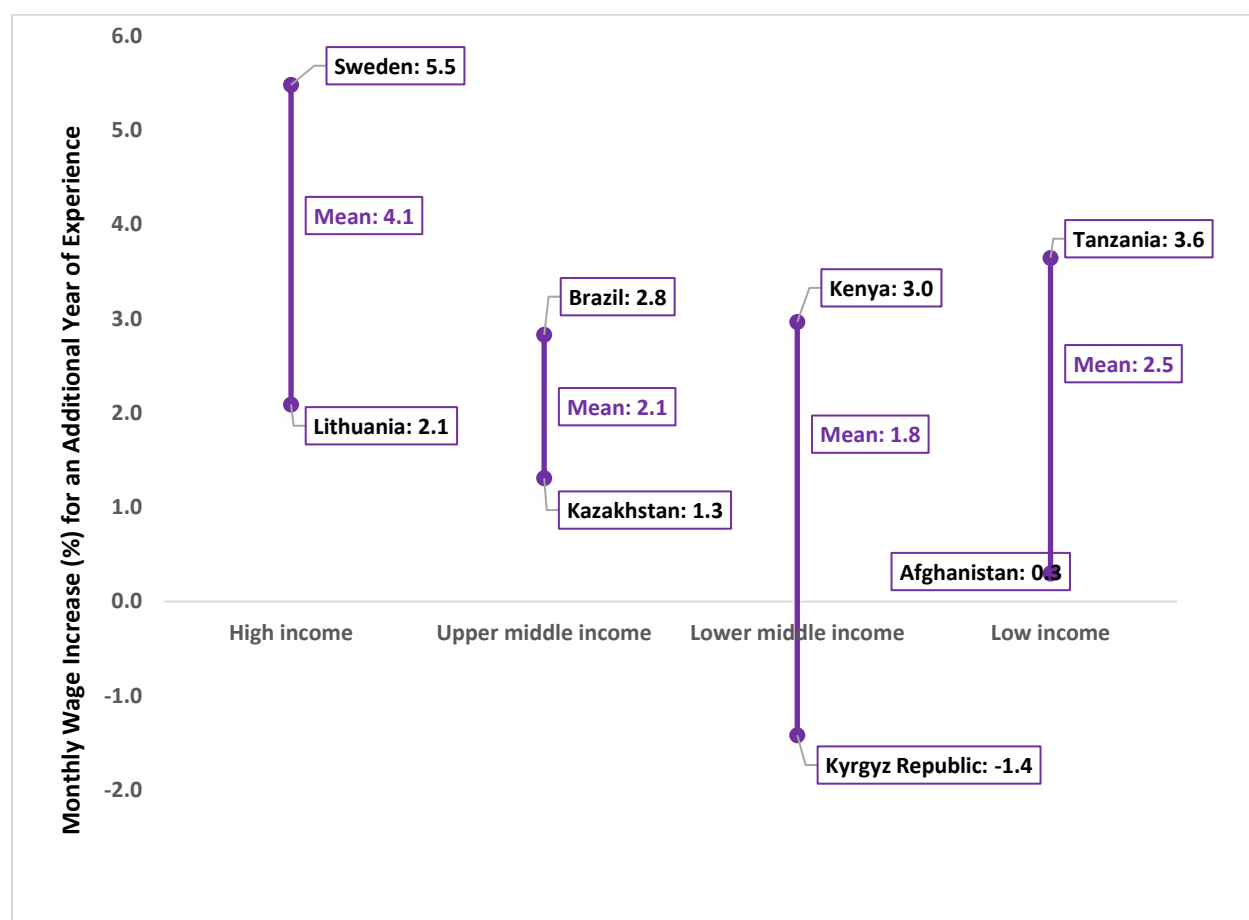 Monthly Wage Increase (%) for an Additional Year of Experience
6.0
5.0
4.0
3.0
2.0
1.0
0.0
-1.0
-2.0
Sweden: 5.5
Mean: 4.1
Lithuania: 2.1
Brazil: 2.8
Mean: 2.1
Kazakhstan: 1.3
Kenya: 3.0
Mean: 1.8
Kyrgyz Republic: -1.4
Tanzania: 3.6
Mean: 2.5
Afghanistan: 0.3
High income
Upper middle income
Lower middle income
Low income